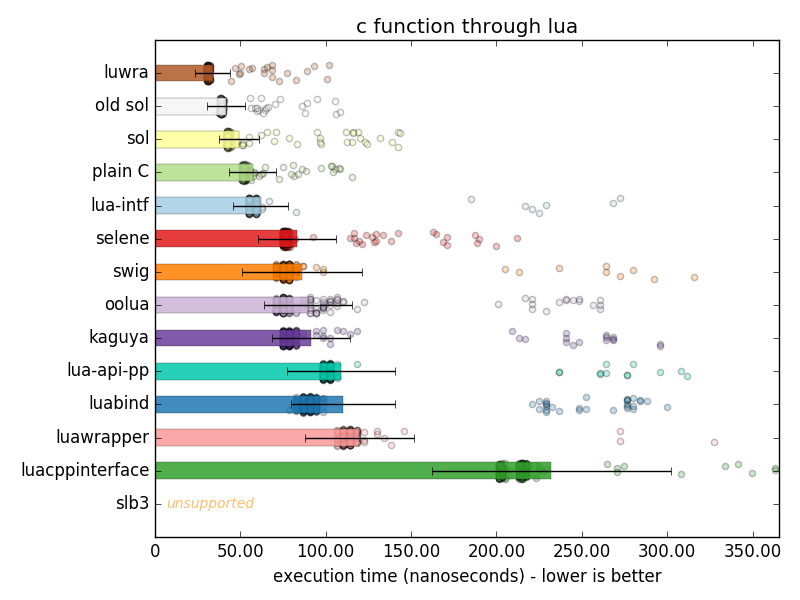 c function through lua
luwra
old sol
sol
plain C
lua-intf
selene
swig
oolua
kaguya
lua-api-pp
luabind
luawrapper
luacppinterface
slb3 unsupported
0 50.00 100.00 150.00 200.00 250.00 300.00 350.00
execution time (nanoseconds) - lower is better